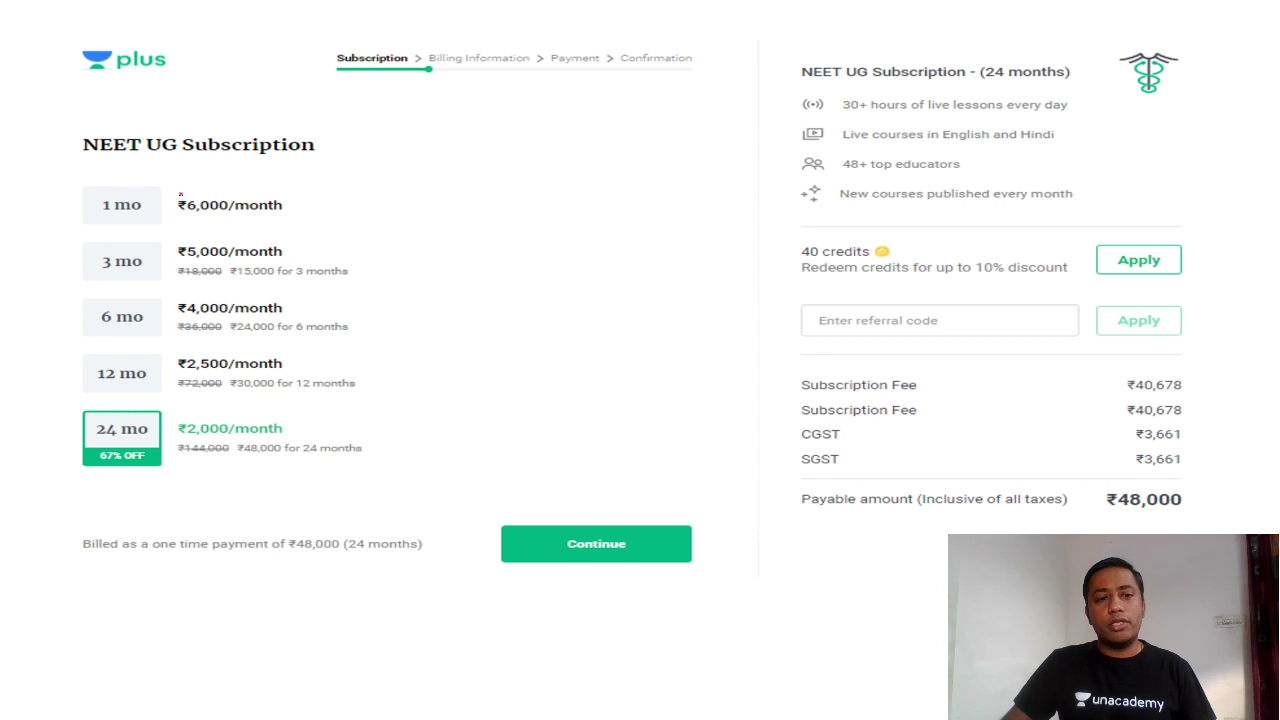 plus
Subscription > Billing Information > Payment > Confirmation
NEET UG Subscription
1 mo ₹6,000/month
3 mo ₹5,000/month
₹18,000 ₹15,000 for 3 months
6 mo ₹4,000/month
₹36,000 ₹24,000 for 6 months
12 mo ₹2,500/month
₹72,000 ₹30,000 for 12 months
24 mo ₹2,000/month
67% OFF ₹144,000 ₹48,000 for 24 months
Billed as a one time payment of ₹48,000 (24 months)
Continue
NEET UG Subscription - (24 months)
30+ hours of live lessons every day
Live courses in English and Hindi
48+ top educators
New courses published every month
40 credits
Redeem credits for up to 10% discount
Apply
Enter referral code
Apply
Subscription Fee ₹40,678
Subscription Fee ₹40,678
CGST ₹3,661
SGST ₹3,661
Payable amount (Inclusive of all taxes) ₹48,000
unacademy